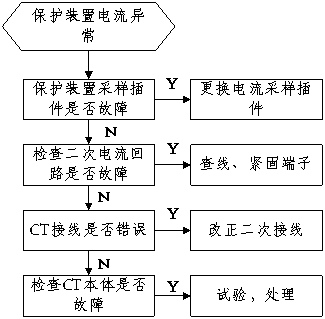 保护装置电流异
常
保护装置采样插
件是否故障
Y
更换电流采样插
件
N
检查二次电流回
路是否故障
Y
查线、紧固端子
N
CT接线是否错误
Y
改正二次接线
N
检查CT本体是否
故障
Y
试验，处理